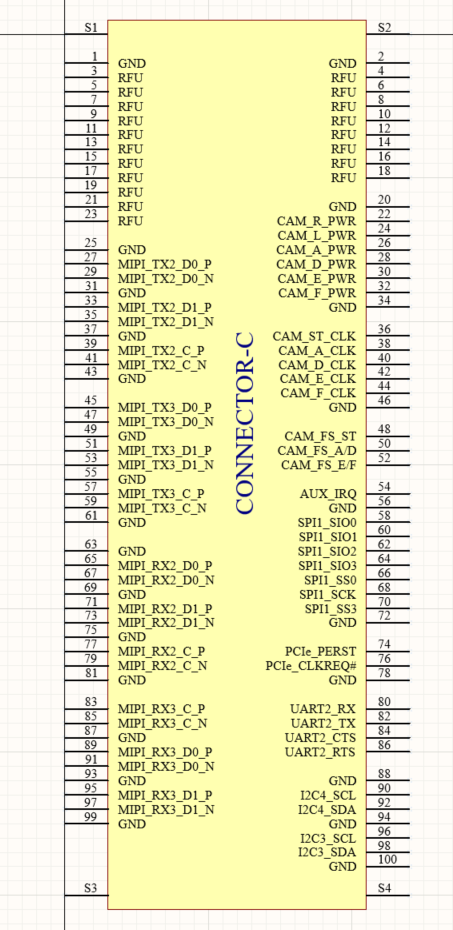 S1 S2
1 GND GND 2
3 RFU RFU 4
5 RFU RFU 6
7 RFU RFU 8
9 RFU RFU 10
11 RFU RFU 12
13 RFU RFU 14
15 RFU RFU 16
17 RFU RFU 18
19 RFU
21 RFU GND 20
23 RFU CAM_R_PWR 22
CAM_L_PWR 24
25 GND CAM_A_PWR 26
27 MIPI_TX2_D0_P CAM_D_PWR 28
29 MIPI_TX2_D0_N CAM_E_PWR 30
31 GND CAM_F_PWR 32
33 MIPI_TX2_D1_P GND 34
35 MIPI_TX2_D1_N
37 GND CAM_ST_CLK 36
39 MIPI_TX2_C_P CAM_A_CLK 38
41 MIPI_TX2_C_N CAM_D_CLK 40
43 GND CAM_E_CLK 42
CAM_F_CLK 44
45 MIPI_TX3_D0_P GND 46
47 MIPI_TX3_D0_N
49 GND CAM_FS_ST 48
51 MIPI_TX3_D1_P CAM_FS_A/D 50
53 MIPI_TX3_D1_N CAM_FS_E/F 52
55 GND
57 MIPI_TX3_C_P AUX_IRQ 54
59 MIPI_TX3_C_N GND 56
61 GND SPI1_SIO0 58
SPI1_SIO1 60
63 GND SPI1_SIO2 62
65 MIPI_RX2_D0_P SPI1_SIO3 64
67 MIPI_RX2_D0_N SPI1_SS0 66
69 GND SPI1_SCK 68
71 MIPI_RX2_D1_P SPI1_SS3 70
73 MIPI_RX2_D1_N GND 72
75 GND
77 MIPI_RX2_C_P PCIe_PERST 74
79 MIPI_RX2_C_N PCIe_CLKREQ# 76
81 GND GND 78
83 MIPI_RX3_C_P UART2_RX 80
85 MIPI_RX3_C_N UART2_TX 82
87 GND UART2_CTS 84
89 MIPI_RX3_D0_P UART2_RTS 86
91 MIPI_RX3_D0_N
93 GND GND 88
95 MIPI_RX3_D1_P I2C4_SCL 90
97 MIPI_RX3_D1_N I2C4_SDA 92
99 GND GND 94
I2C3_SCL 96
I2C3_SDA 98
GND 100
S3 S4
CONNECTOR-C